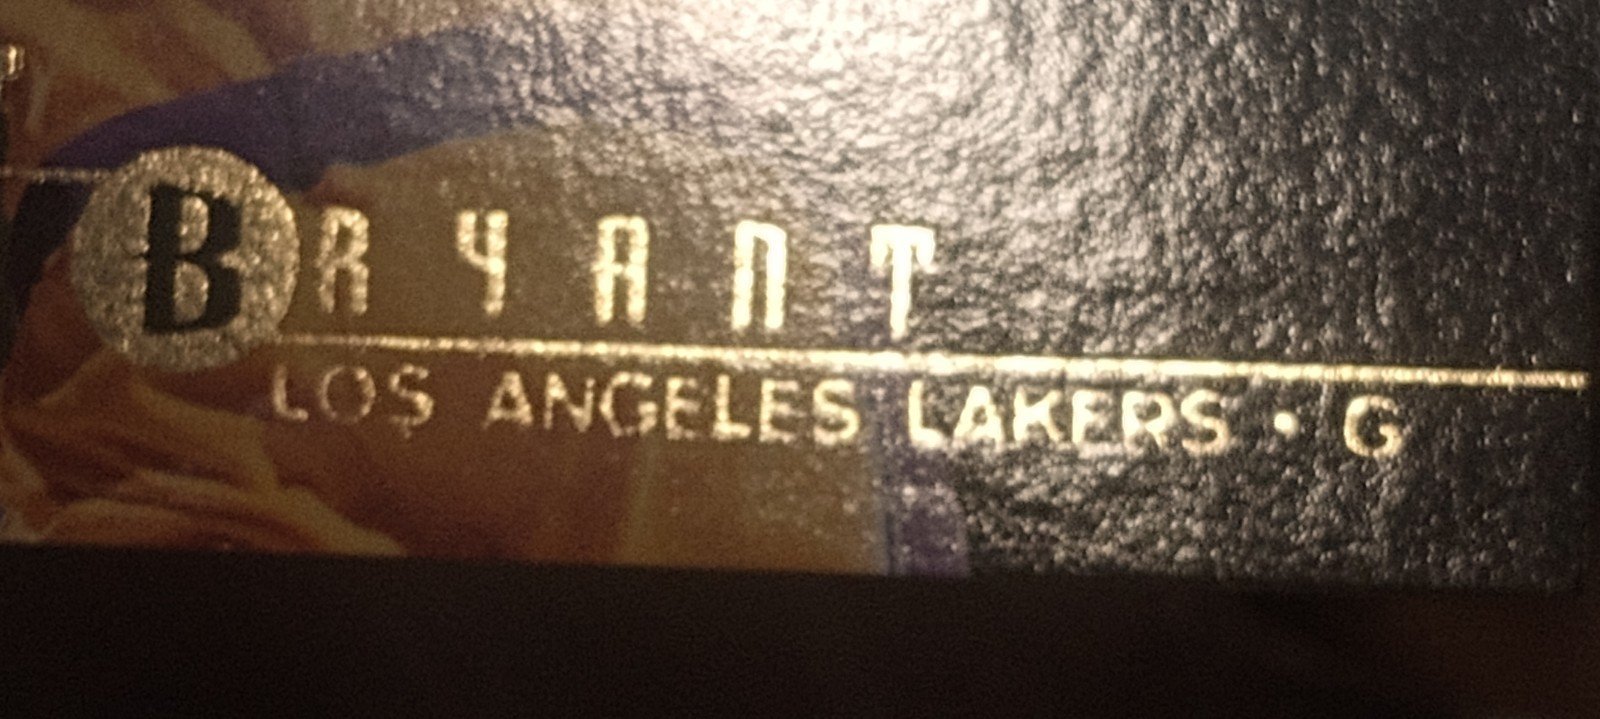 BRYANT
LOS ANGELES LAKERS • G